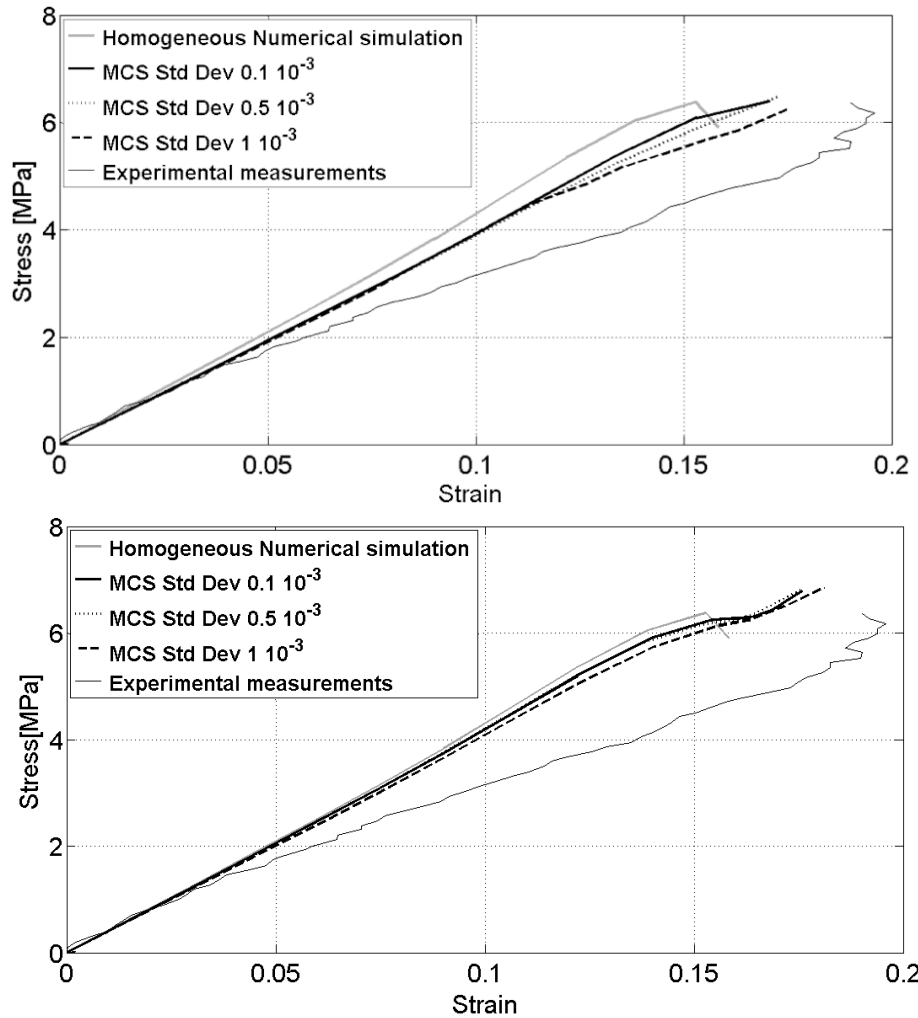 8
6
4
2
0
Stress [MPa]
Homogeneous Numerical simulation
MCS Std Dev 0.1 10⁻³
MCS Std Dev 0.5 10⁻³
MCS Std Dev 1 10⁻³
Experimental measurements
0 0.05 0.1 0.15 0.2
Strain
8
6
4
2
0
Stress[MPa]
Homogeneous Numerical simulation
MCS Std Dev 0.1 10⁻³
MCS Std Dev 0.5 10⁻³
MCS Std Dev 1 10⁻³
Experimental measurements
0 0.05 0.1 0.15 0.2
Strain